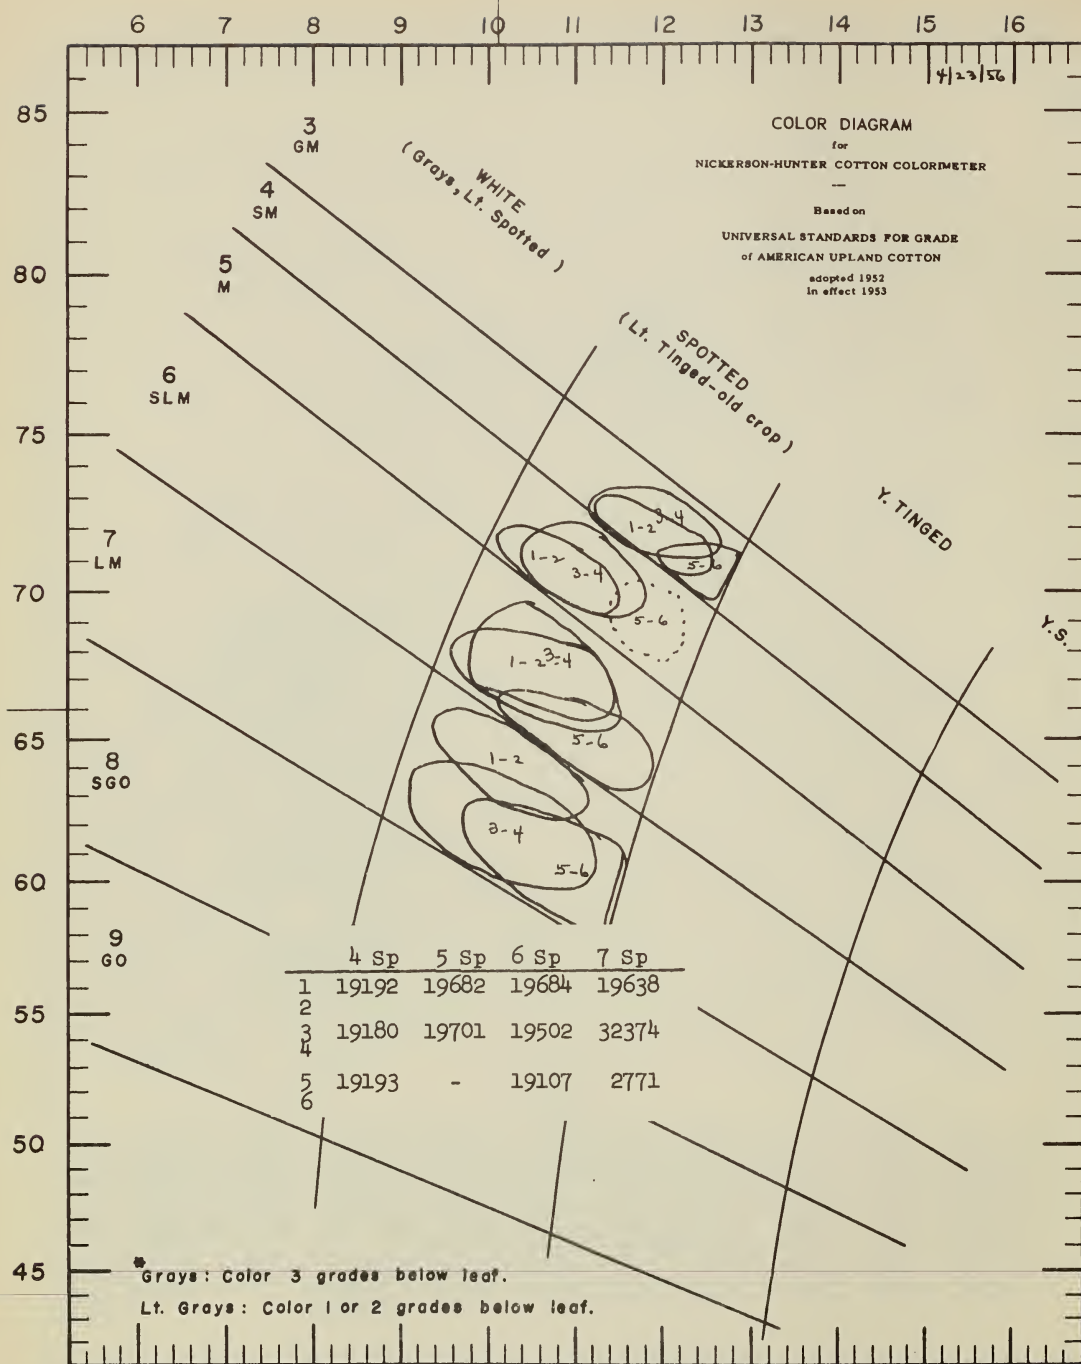 6 7 8 9 10 11 12 13 14 15 16
4/23/56
85
80
75
70
65
60
55
50
45
COLOR DIAGRAM
for
NICKERSON-HUNTER COTTON COLORIMETER
—
Based on
UNIVERSAL STANDARDS FOR GRADE
of AMERICAN UPLAND COTTON
adopted 1952
In effect 1953
3
GM
4
SM
5
M
6
SLM
7
LM
8
SGO
9
GO
WHITE
(Grays, Lt. Spotted)
SPOTTED
(Lt. Tinged-old crop)
Y. TINGED
Y.S.
1-2 3-4
5-6
1-2
3-4
5-6
1-2 3-4
5-6
1-2
3-4
5-6
4 Sp 5 Sp 6 Sp 7 Sp
1 19192 19682 19684 19638
2
3 19180 19701 19502 32374
4
5 19193 - 19107 2771
6
*
Grays: Color 3 grades below leaf.
Lt. Grays: Color 1 or 2 grades below leaf.